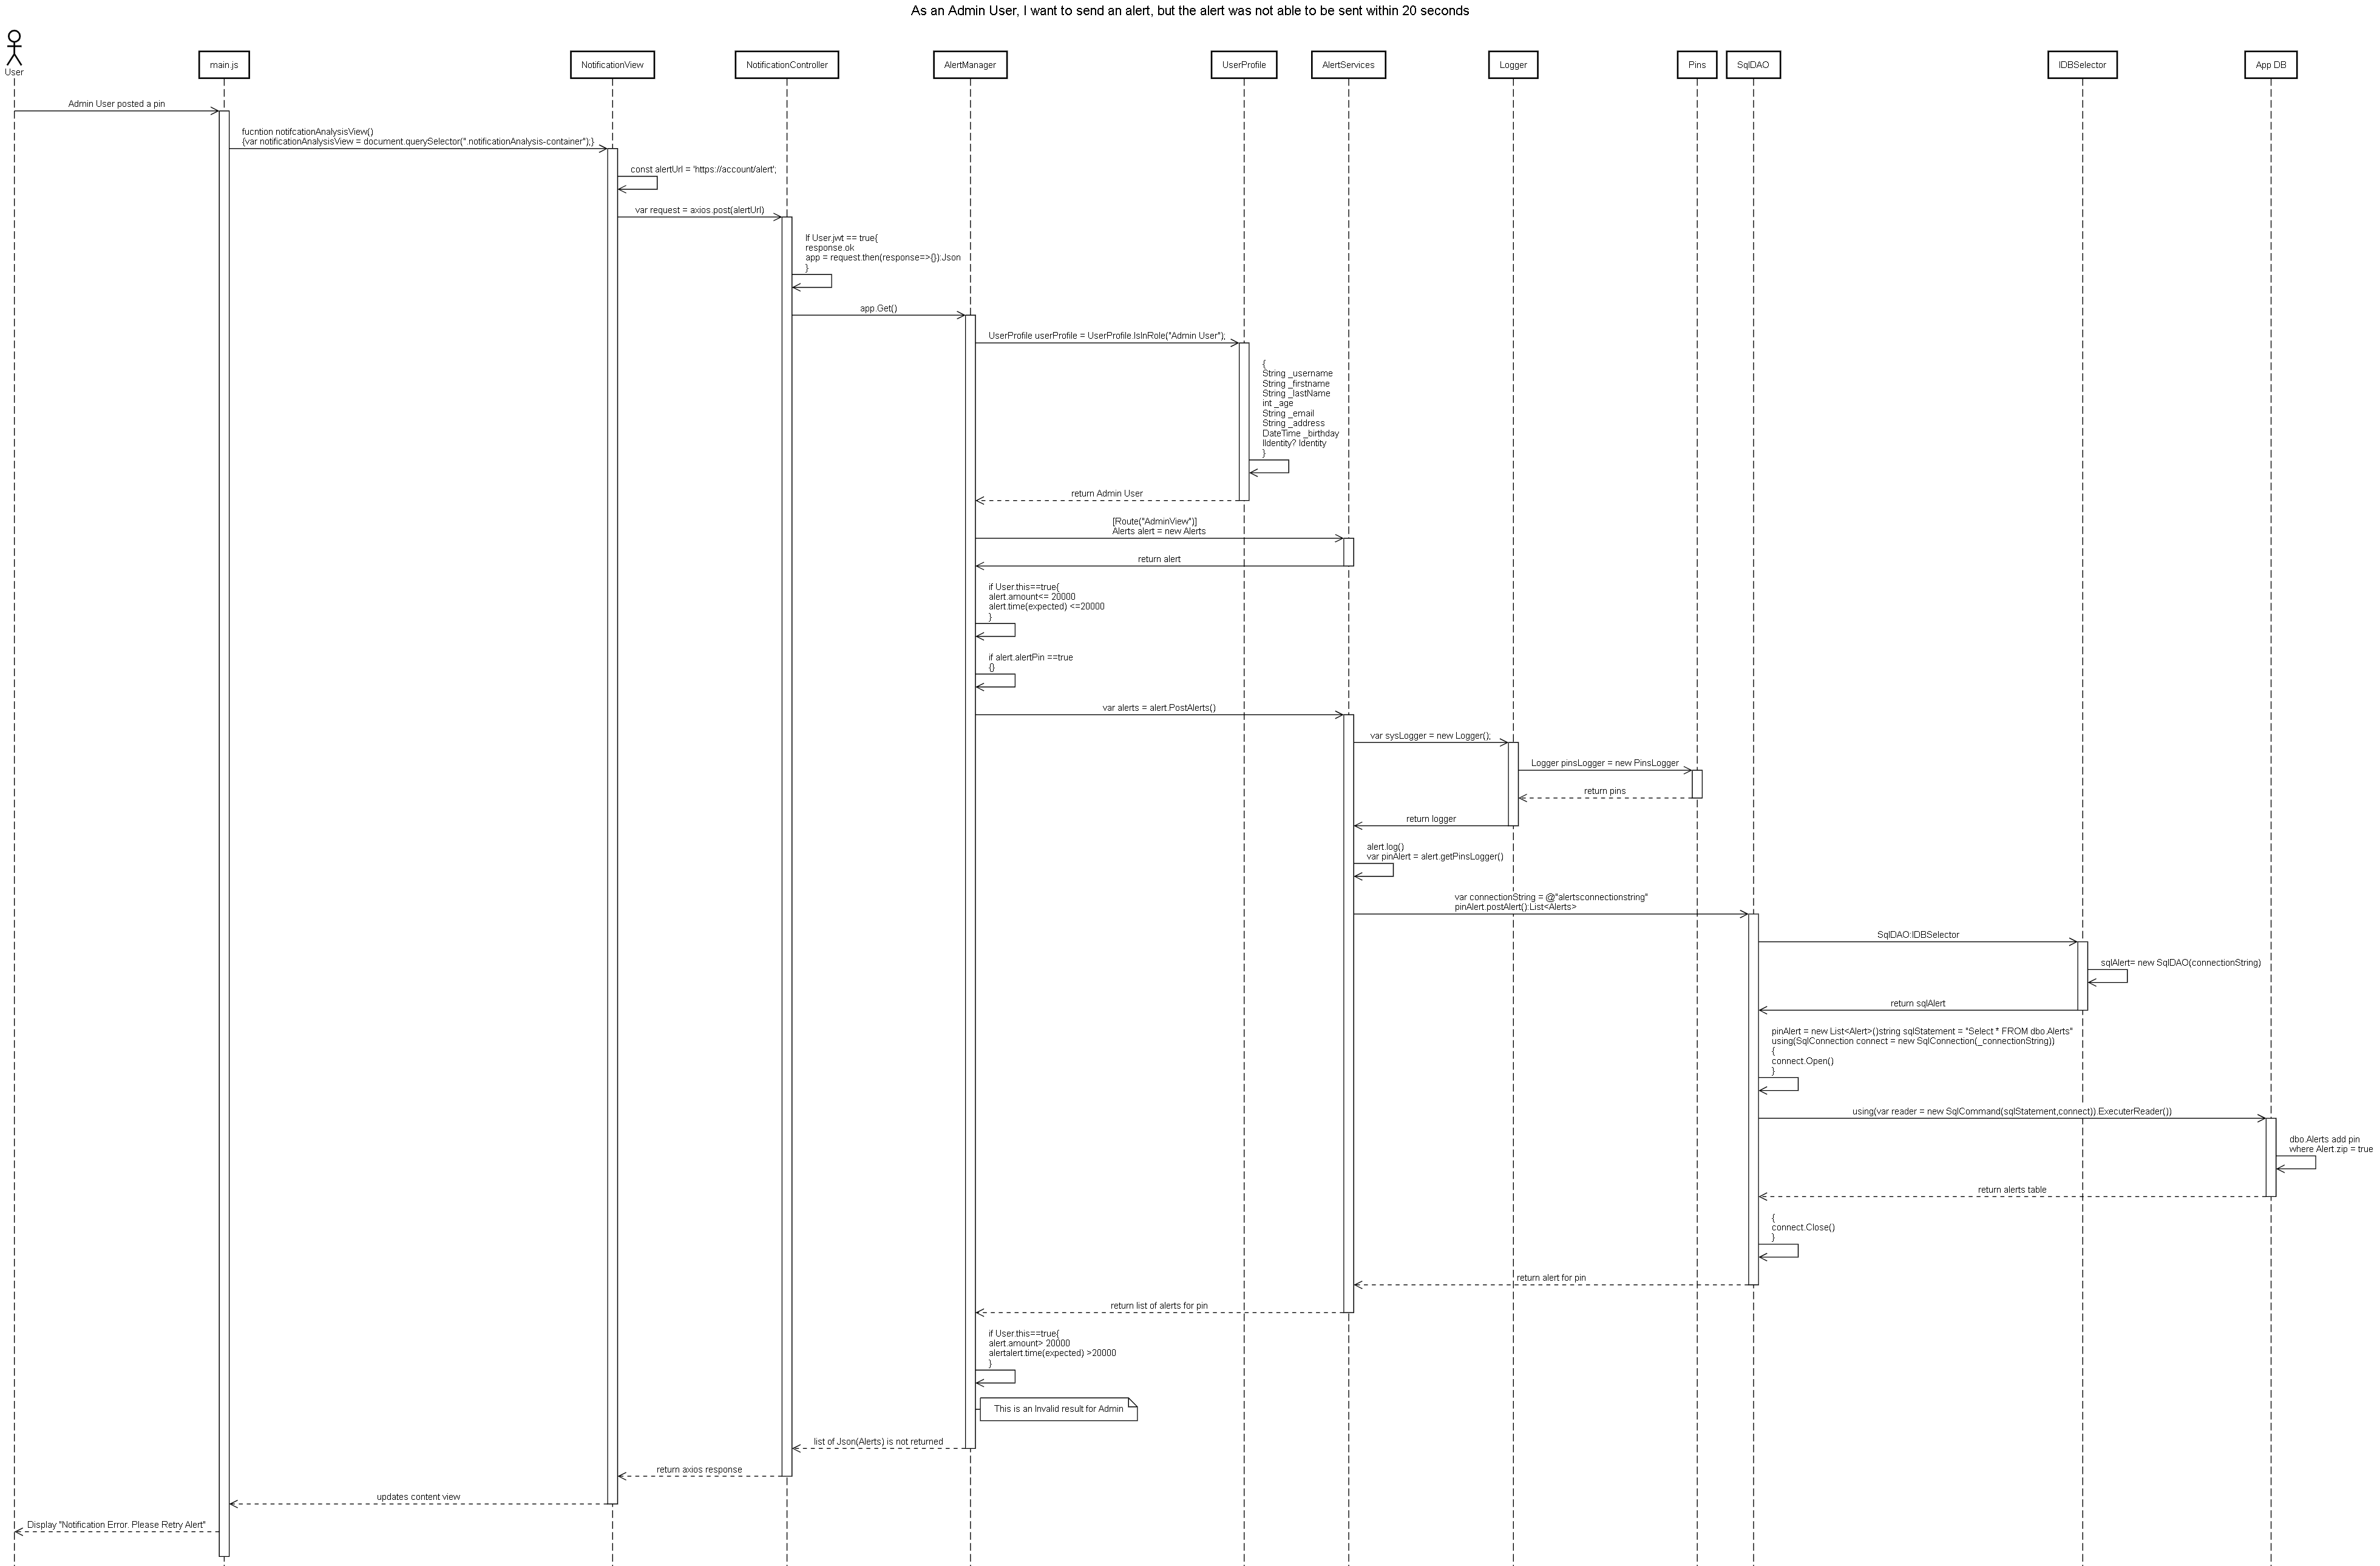 As an Admin User, I want to send an alert, but the alert was not able to be sent within 20 seconds
User
main.js
NotificationView
NotificationController
AlertManager
UserProfile
AlertServices
Logger
Pins
SqlDAO
IDBSelector
App DB
Admin User posted a pin
fucntion notifcationAnalysisView()
{var notificationAnalysisView = document.querySelector(".notificationAnalysis-container");}
const alertUrl = 'https://account/alert';
var request = axios.post(alertUrl)
If User.jwt == true{
response.ok
app = request.then(response=>{}):Json
}
app.Get()
UserProfile userProfile = UserProfile.IsInRole("Admin User");
{
String _username
String _firstname
String _lastName
int _age
String _email
String _address
DateTime _birthday
IIdentity? Identity
}
return Admin User
[Route("AdminView")]
Alerts alert = new Alerts
return alert
if User.this==true{
alert.amount<= 20000
alert.time(expected) <=20000
}
if alert.alertPin ==true
{}
var alerts = alert.PostAlerts()
var sysLogger = new Logger();
Logger pinsLogger = new PinsLogger
return pins
return logger
alert.log()
var pinAlert = alert.getPinsLogger()
var connectionString = @"alertsconnectionstring"
pinAlert.postAlert():List<Alerts>
SqlDAO:IDBSelector
sqlAlert= new SqlDAO(connectionString)
return sqlAlert
pinAlert = new List<Alert>()string sqlStatement = "Select * FROM dbo.Alerts"
using(SqlConnection connect = new SqlConnection(_connectionString))
{
connect.Open()
}
using(var reader = new SqlCommand(sqlStatement,connect)).ExecuterReader())
dbo.Alerts add pin
where Alert.zip = true
return alerts table
{
connect.Close()
}
return alert for pin
return list of alerts for pin
if User.this==true{
alert.amount> 20000
alertalert.time(expected) >20000
}
This is an Invalid result for Admin
list of Json(Alerts) is not returned
return axios response
updates content view
Display "Notification Error. Please Retry Alert"